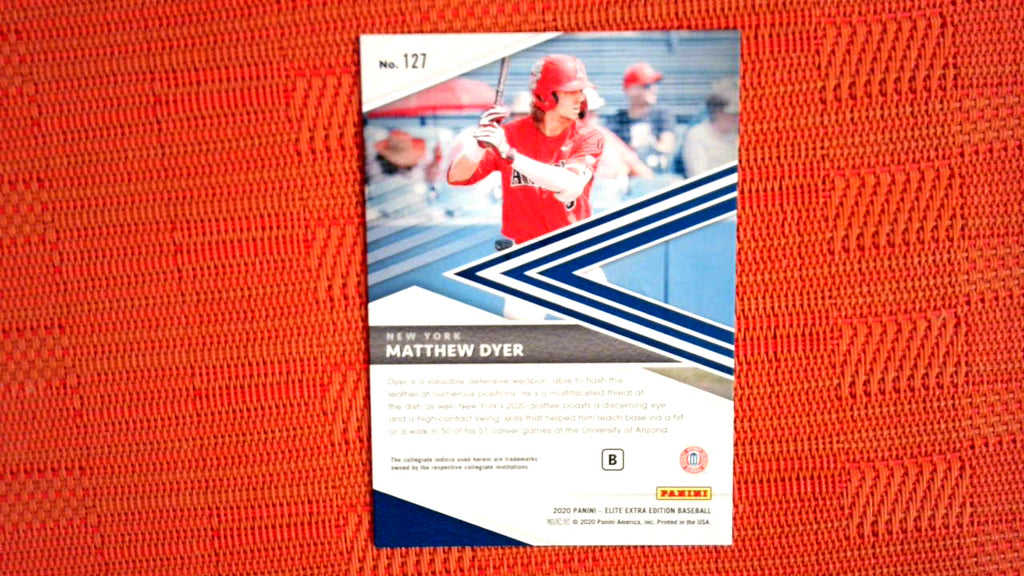 No. 127
NEW YORK
MATTHEW DYER
Dyer is a valuable defensive weapon, able to flash the
leather at numerous positions. He's a multifaceted threat at
the dish as well. New York's 2020 draftee boasts a discerning eye
and a high-contact swing, skills that helped him reach base via a hit
or a walk in 50 of his 57 career games at the University of Arizona.
The collegiate indicia used herein are trademarks
owned by the respective collegiate institutions.
B
PANINI
2020 PANINI - ELITE EXTRA EDITION BASEBALL
帕尼尼 © 2020 Panini America, Inc. Printed in the USA.